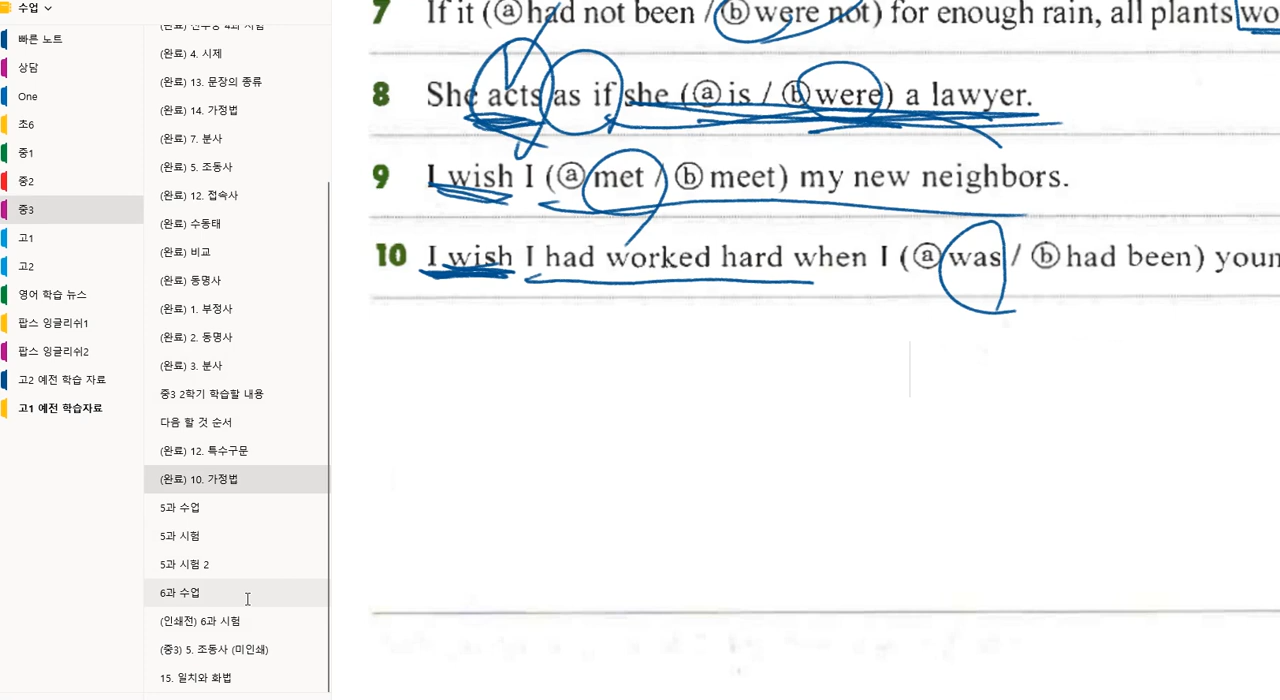 수업
빠른 노트
상담
One
초6
중1
중2
중3
고1
고2
영어 학습 뉴스
팝스 잉글리쉬1
팝스 잉글리쉬2
고2 예전 학습 자료
고1 예전 학습자료
(완료) 4. 시제
(완료) 13. 문장의 종류
(완료) 14. 가정법
(완료) 7. 분사
(완료) 5. 조동사
(완료) 12. 접속사
(완료) 수동태
(완료) 비교
(완료) 동명사
(완료) 1. 부정사
(완료) 2. 동명사
(완료) 3. 분사
중3 2학기 학습할 내용
다음 할 것 순서
(완료) 12. 특수구문
(완료) 10. 가정법
5과 수업
5과 시험
5과 시험 2
6과 수업
(인쇄전) 6과 시험
(중3) 5. 조동사 (미인쇄)
15. 일치와 화법
7 If it (ⓐ had not been / ⓑ were not) for enough rain, all plants wo
8 She acts as if she (ⓐ is / ⓑ were) a lawyer.
9 I wish I (ⓐ met / ⓑ meet) my new neighbors.
10 I wish I had worked hard when I (ⓐ was / ⓑ had been) youn